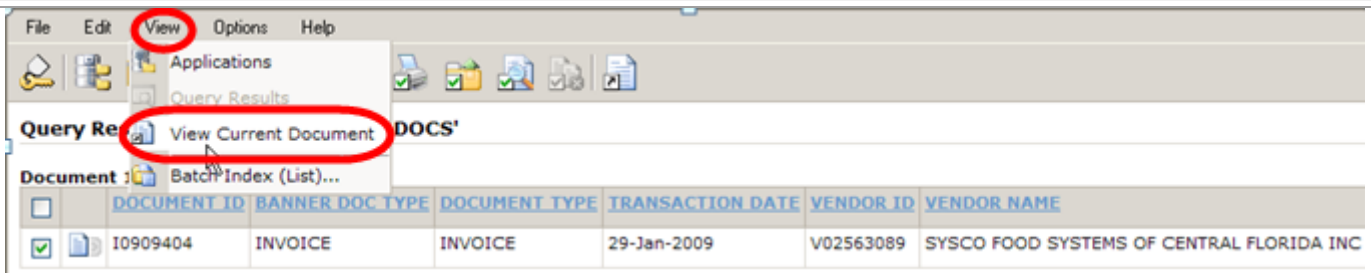 File Edit View Options Help
Applications
Query Results
Query Re DOCS'
View Current Document
Document 1
Batch Index (List)...
DOCUMENT ID BANNER DOC TYPE DOCUMENT TYPE TRANSACTION DATE VENDOR ID VENDOR NAME
I0909404 INVOICE INVOICE 29-Jan-2009 V02563089 SYSCO FOOD SYSTEMS OF CENTRAL FLORIDA INC